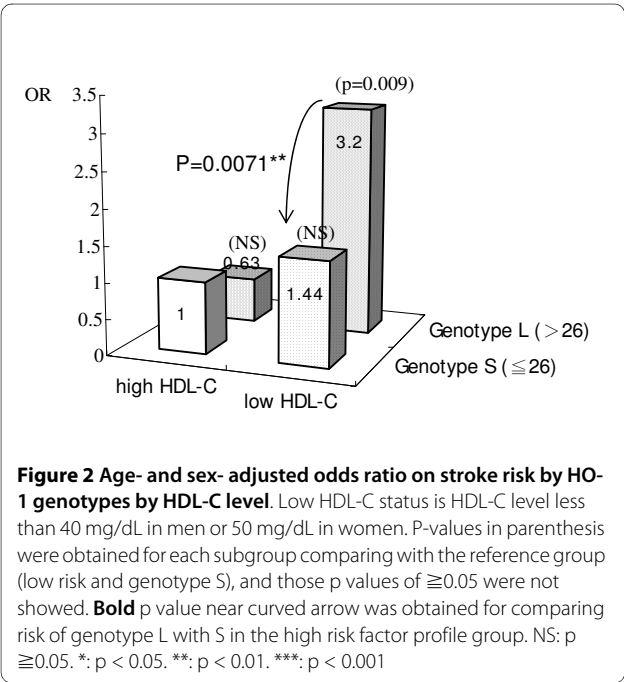 OR
3.5
3
2.5
2
1.5
1
0.5
0
(p=0.009)
3.2
P=0.0071**
(NS)
0.63
(NS)
1
1.44
Genotype L (>26)
Genotype S (≦26)
high HDL-C
low HDL-C
Figure 2 Age- and sex- adjusted odds ratio on stroke risk by HO-
1 genotypes by HDL-C level. Low HDL-C status is HDL-C level less
than 40 mg/dL in men or 50 mg/dL in women. P-values in parenthesis
were obtained for each subgroup comparing with the reference group
(low risk and genotype S), and those p values of ≧0.05 were not
showed. Bold p value near curved arrow was obtained for comparing
risk of genotype L with S in the high risk factor profile group. NS: p
≧0.05. *: p < 0.05. **: p < 0.01. ***: p < 0.001